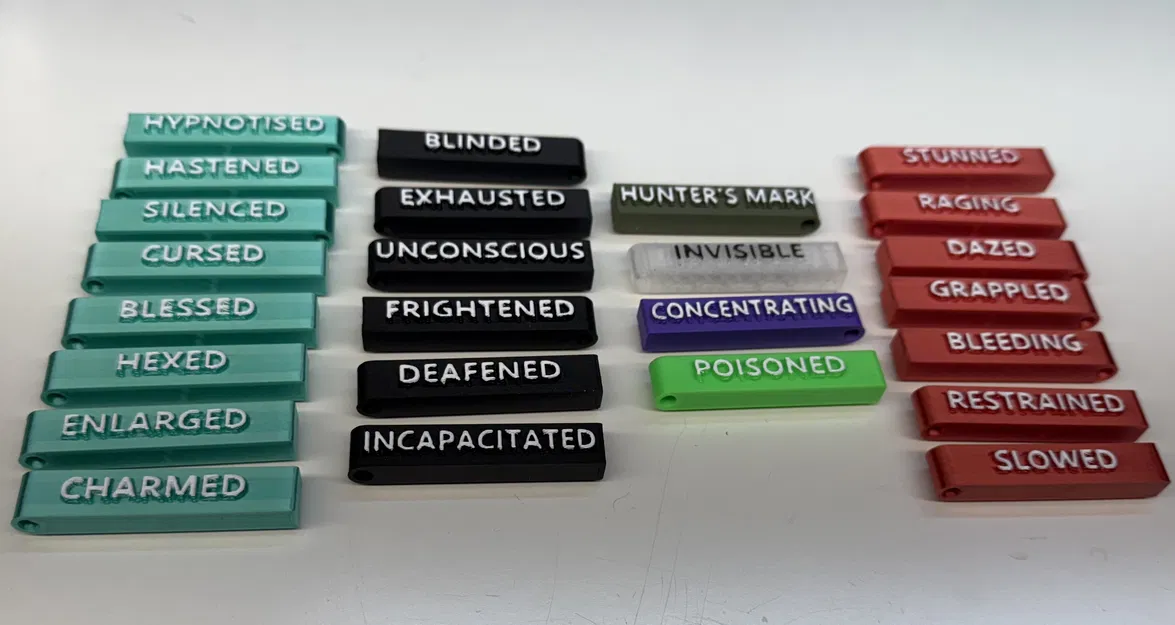 HYPNOTISED
HASTENED
SILENCED
CURSED
BLESSED
HEXED
ENLARGED
CHARMED
BLINDED
EXHAUSTED
UNCONSCIOUS
FRIGHTENED
DEAFENED
INCAPACITATED
HUNTER'S MARK
INVISIBLE
CONCENTRATING
POISONED
STUNNED
RAGING
DAZED
GRAPPLED
BLEEDING
RESTRAINED
SLOWED